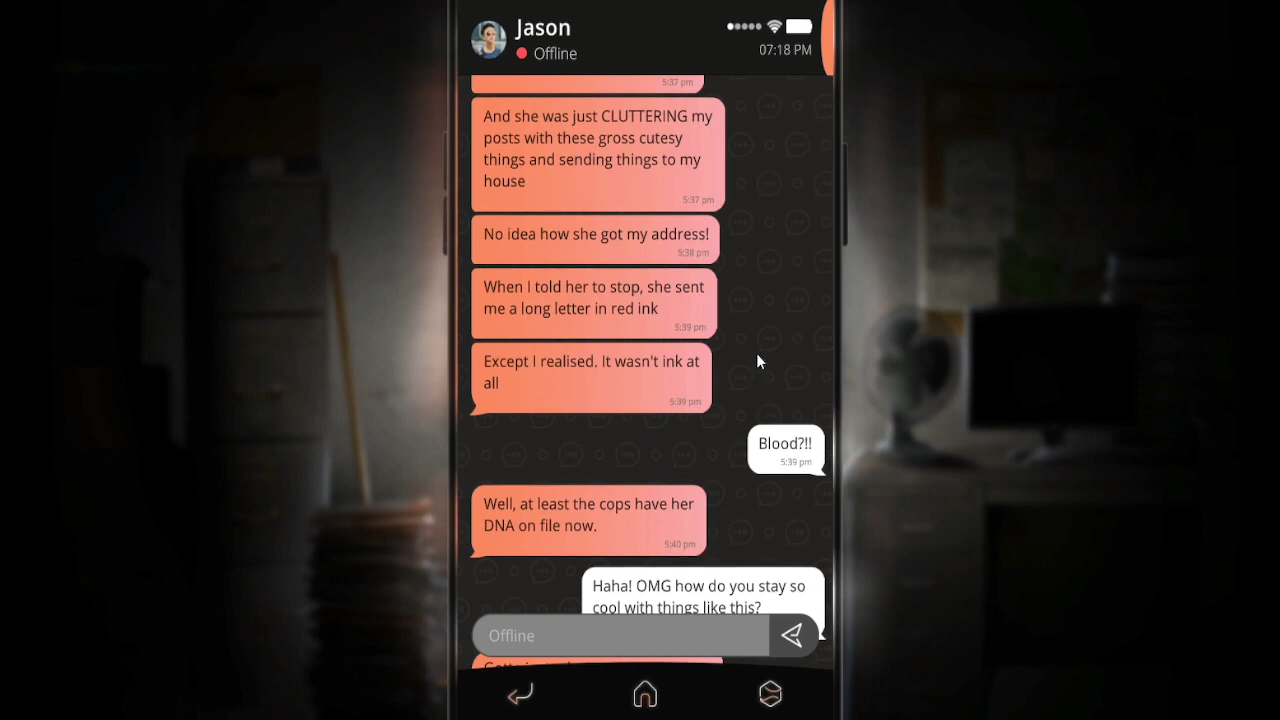 Jason
Offline
07:18 PM
5:37 pm
And she was just CLUTTERING my
posts with these gross cutesy
things and sending things to my
house
5:37 pm
No idea how she got my address!
5:38 pm
When I told her to stop, she sent
me a long letter in red ink
5:39 pm
Except I realised. It wasn't ink at
all
5:39 pm
Blood?!!
5:39 pm
Well, at least the cops have her
DNA on file now.
5:40 pm
Haha! OMG how do you stay so
cool with things like this?
Offline